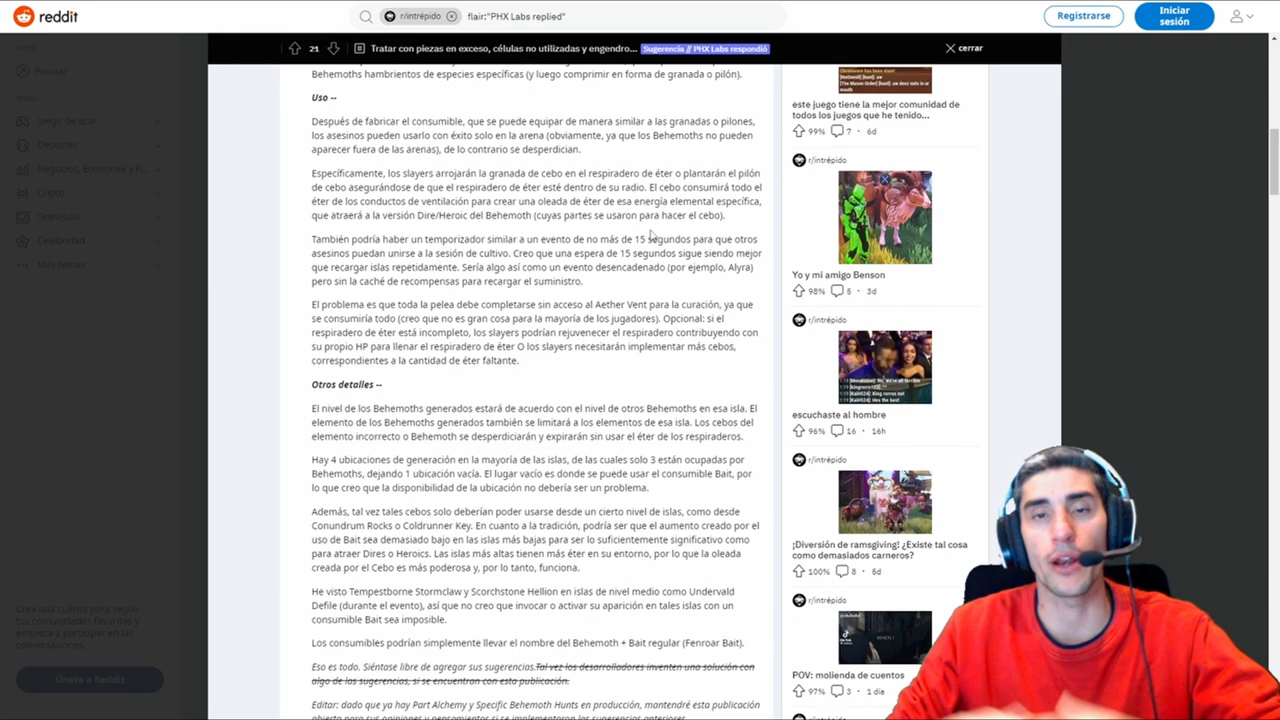 reddit
r/intrépido
flair:"PHX Labs replied"
Registrarse
Iniciar sesión
Popular
Juego de azar
Deportes
Negocios, Economía y Fi...
Cripto
Televisión
Celebridad
Más temas
Crea una cuenta para seguir
tus comunidades favoritas y
empieza a participar en las
conversaciones.
Únete a Reddit
21
Tratar con piezas en exceso, células no utilizadas y engendro...
Sugerencia // PHX Labs respondió
cerrar
Behemoths hambrientos de especies específicas (y luego comprimir en forma de granada o pilón).
Uso --
Después de fabricar el consumible, que se puede equipar de manera similar a las granadas o pilones,
los asesinos pueden usarlo con éxito solo en la arena (obviamente, ya que los Behemoths no pueden
aparecer fuera de las arenas), de lo contrario se desperdician.
Específicamente, los slayers arrojarán la granada de cebo en el respiradero de éter o plantarán el pilón
de cebo asegurándose de que el respiradero de éter esté dentro de su radio. El cebo consumirá todo el
éter de los conductos de ventilación para crear una oleada de éter de esa energía elemental específica,
que atraerá a la versión Dire/Heroic del Behemoth (cuyas partes se usaron para hacer el cebo).
También podría haber un temporizador similar a un evento de no más de 15 segundos para que otros
asesinos puedan unirse a la sesión de cultivo. Creo que una espera de 15 segundos sigue siendo mejor
que recargar islas repetidamente. Sería algo así como un evento desencadenado (por ejemplo, Alyra)
pero sin la caché de recompensas para recargar el suministro.
El problema es que toda la pelea debe completarse sin acceso al Aether Vent para la curación, ya que
se consumiría todo (creo que no es gran cosa para la mayoría de los jugadores). Opcional: si el
respiradero de éter está incompleto, los slayers podrían rejuvenecer el respiradero contribuyendo con
su propio HP para llenar el respiradero de éter O los slayers necesitarán implementar más cebos,
correspondientes a la cantidad de éter faltante.
Otros detalles --
El nivel de los Behemoths generados estará de acuerdo con el nivel de otros Behemoths en esa isla. El
elemento de los Behemoths generados también se limitará a los elementos de esa isla. Los cebos del
elemento incorrecto o Behemoth se desperdiciarán y expirarán sin usar el éter de los respiraderos.
Hay 4 ubicaciones de generación en la mayoría de las islas, de las cuales solo 3 están ocupadas por
Behemoths, dejando 1 ubicación vacía. El lugar vacío es donde se puede usar el consumible Bait, por
lo que creo que la disponibilidad de la ubicación no debería ser un problema.
Además, tal vez tales cebos solo deberían poder usarse desde un cierto nivel de islas, como desde
Conundrum Rocks o Coldrunner Key. En cuanto a la tradición, podría ser que el aumento creado por el
uso de Bait sea demasiado bajo en las islas más bajas para ser lo suficientemente significativo como
para atraer Dires o Heroics. Las islas más altas tienen más éter en su entorno, por lo que la oleada
creada por el Cebo es más poderosa y, por lo tanto, funciona.
He visto Tempestborne Stormclaw y Scorchstone Hellion en islas de nivel medio como Undervald
Defile (durante el evento), así que no creo que invocar o activar su aparición en tales islas con un
consumible Bait sea imposible.
Los consumibles podrían simplemente llevar el nombre del Behemoth + Bait regular (Fenroar Bait).
Eso es todo. Siéntase libre de agregar sus sugerencias.Tal vez los desarrolladores inventen una solución con
algo de las sugerencias, si se encuentran con esta publicación.
Editar: dado que ya hay Part Alchemy y Specific Behemoth Hunts en producción, mantendré esta publicación
abierta para sus opiniones y pensamientos si se implementaron las sugerencias anteriores.
este juego tiene la mejor comunidad de
todos los juegos que he tenido...
99% 7 · 6d
r/intrépido
Yo y mi amigo Benson
98% 5 · 3d
r/intrépido
escuchaste al hombre
96% 16 · 16h
r/intrépido
¡Diversión de ramsgiving! ¿Existe tal cosa
como demasiados carneros?
100% 8 · 5d
r/intrépido
POV: molienda de cuentos
97% 3 · 1 día